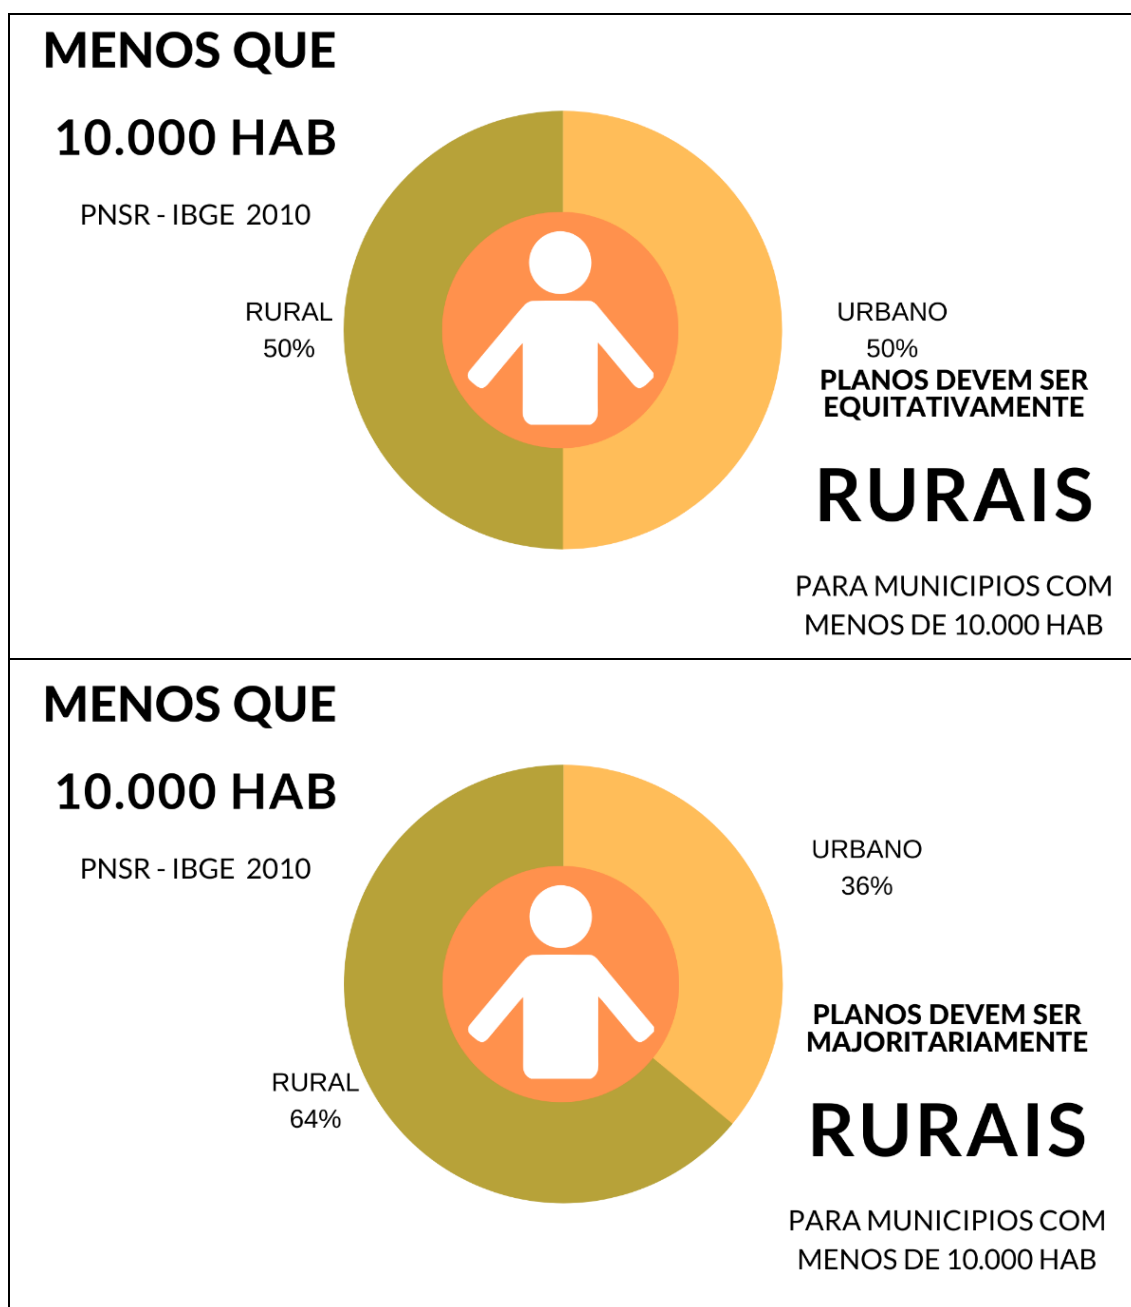 MENOS QUE
10.000 HAB
PNSR - IBGE 2010
RURAL
50%
URBANO
50%
PLANOS DEVEM SER
EQUITATIVAMENTE
RURAIS
PARA MUNICIPIOS COM
MENOS DE 10.000 HAB
MENOS QUE
10.000 HAB
PNSR - IBGE 2010
URBANO
36%
RURAL
64%
PLANOS DEVEM SER
MAJORITARIAMENTE
RURAIS
PARA MUNICIPIOS COM
MENOS DE 10.000 HAB